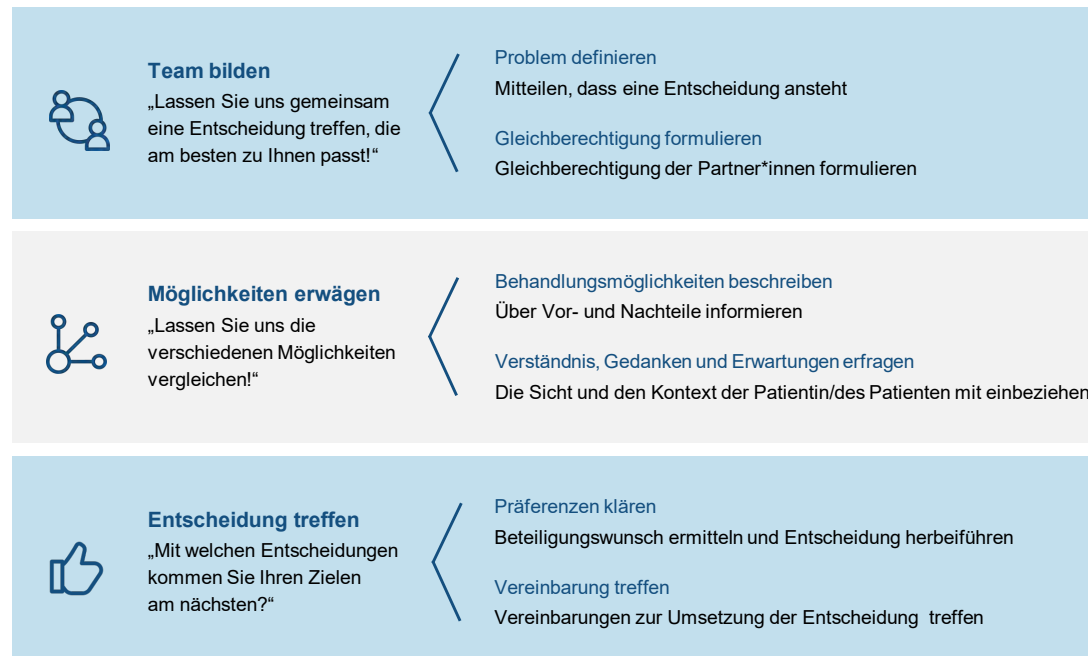 Team bilden
„Lassen Sie uns gemeinsam
eine Entscheidung treffen, die
am besten zu Ihnen passt!“
Problem definieren
Mitteilen, dass eine Entscheidung ansteht
Gleichberechtigung formulieren
Gleichberechtigung der Partner*innen formulieren
Möglichkeiten erwägen
„Lassen Sie uns die
verschiedenen Möglichkeiten
vergleichen!“
Behandlungsmöglichkeiten beschreiben
Über Vor- und Nachteile informieren
Verständnis, Gedanken und Erwartungen erfragen
Die Sicht und den Kontext der Patientin/des Patienten mit einbeziehen
Entscheidung treffen
„Mit welchen Entscheidungen
kommen Sie Ihren Zielen
am nächsten?“
Präferenzen klären
Beteiligungswunsch ermitteln und Entscheidung herbeiführen
Vereinbarung treffen
Vereinbarungen zur Umsetzung der Entscheidung treffen